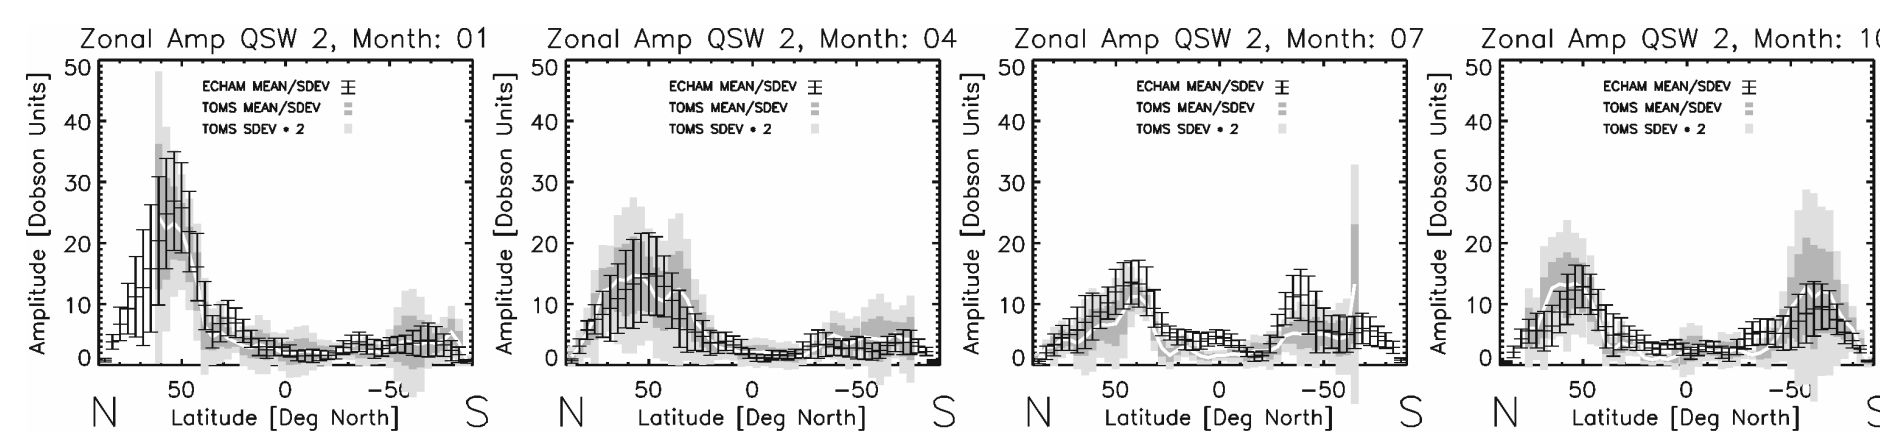 Zonal Amp QSW 2, Month: 01
50
40
30
20
10
0
Amplitude [Dobson Units]
ECHAM MEAN/SDEV
TOMS MEAN/SDEV
TOMS SDEV * 2
50 0 -50
N Latitude [Deg North] S
Zonal Amp QSW 2, Month: 04
50
40
30
20
10
0
Amplitude [Dobson Units]
ECHAM MEAN/SDEV
TOMS MEAN/SDEV
TOMS SDEV * 2
50 0 -50
N Latitude [Deg North] S
Zonal Amp QSW 2, Month: 07
50
40
30
20
10
0
Amplitude [Dobson Units]
ECHAM MEAN/SDEV
TOMS MEAN/SDEV
TOMS SDEV * 2
50 0 -50
N Latitude [Deg North] S
Zonal Amp QSW 2, Month: 10
50
40
30
20
10
0
Amplitude [Dobson Units]
ECHAM MEAN/SDEV
TOMS MEAN/SDEV
TOMS SDEV * 2
50 0 -50
N Latitude [Deg North] S